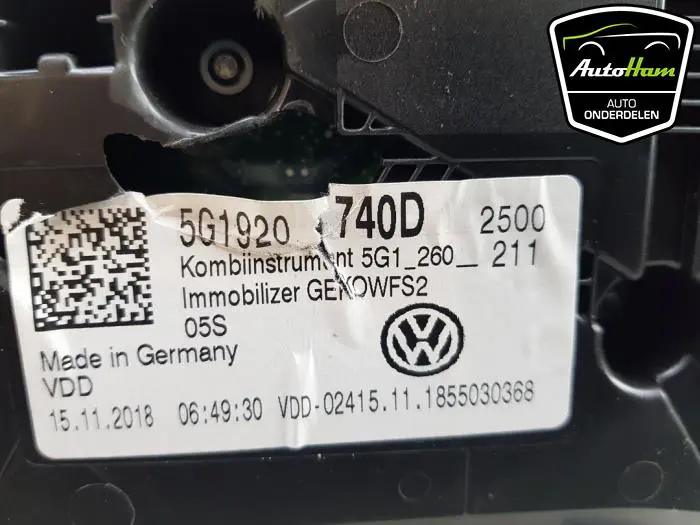 AutoHam
AUTO
ONDERDELEN
5G1920 740D 2500
Kombiinstrument 5G1_260__ 211
Immobilizer GEKOWFS2
05S
Made in Germany
VDD
15.11.2018 06:49:30 VDD-02415.11.1855030368